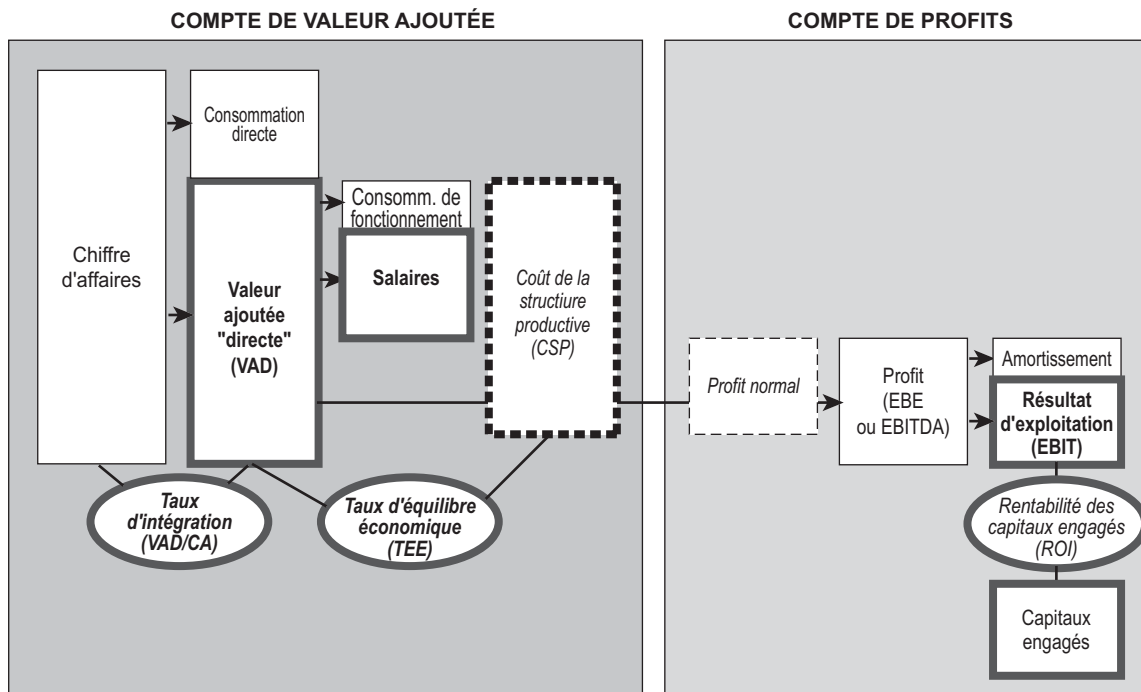 COMPTE DE VALEUR AJOUTÉE
COMPTE DE PROFITS
Chiffre
d'affaires
Consommation
directe
Valeur
ajoutée
"directe"
(VAD)
Consomm. de
fonctionnement
Salaires
Coût de la
structiure
productive
(CSP)
Taux
d'intégration
(VAD/CA)
Taux d'équilibre
économique
(TEE)
Profit normal
Profit
(EBE
ou EBITDA)
Amortissement
Résultat
d'exploitation
(EBIT)
Rentabilité des
capitaux engagés
(ROI)
Capitaux
engagés